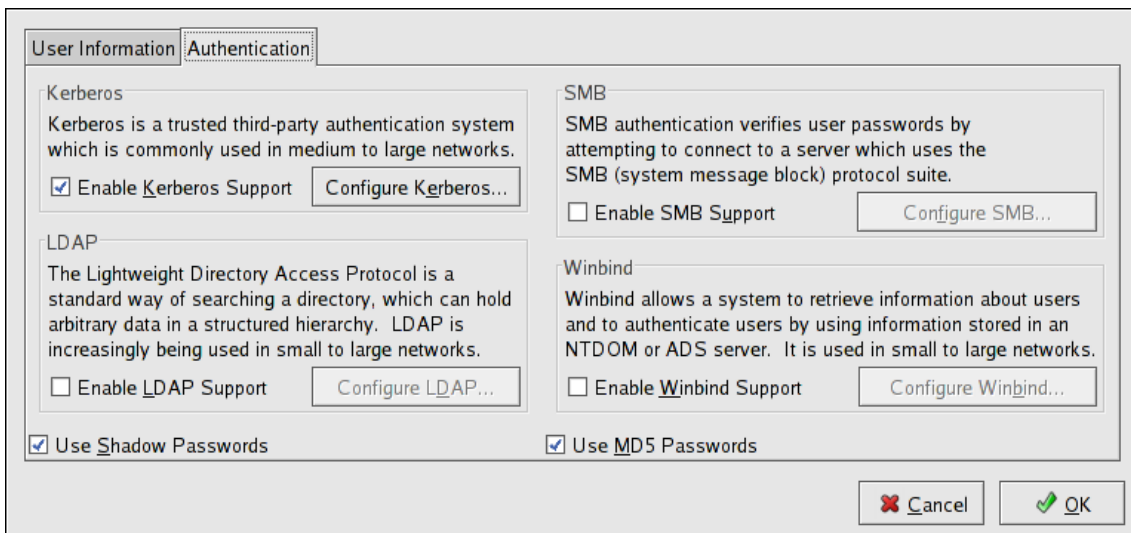 User Information
Authentication
Kerberos
Kerberos is a trusted third-party authentication system
which is commonly used in medium to large networks.
Enable Kerberos Support
Configure Kerberos...
LDAP
The Lightweight Directory Access Protocol is a
standard way of searching a directory, which can hold
arbitrary data in a structured hierarchy.  LDAP is
increasingly being used in small to large networks.
Enable LDAP Support
Configure LDAP...
SMB
SMB authentication verifies user passwords by
attempting to connect to a server which uses the
SMB (system message block) protocol suite.
Enable SMB Support
Configure SMB...
Winbind
Winbind allows a system to retrieve information about users
and to authenticate users by using information stored in an
NTDOM or ADS server.  It is used in small to large networks.
Enable Winbind Support
Configure Winbind...
Use Shadow Passwords
Use MD5 Passwords
Cancel
OK